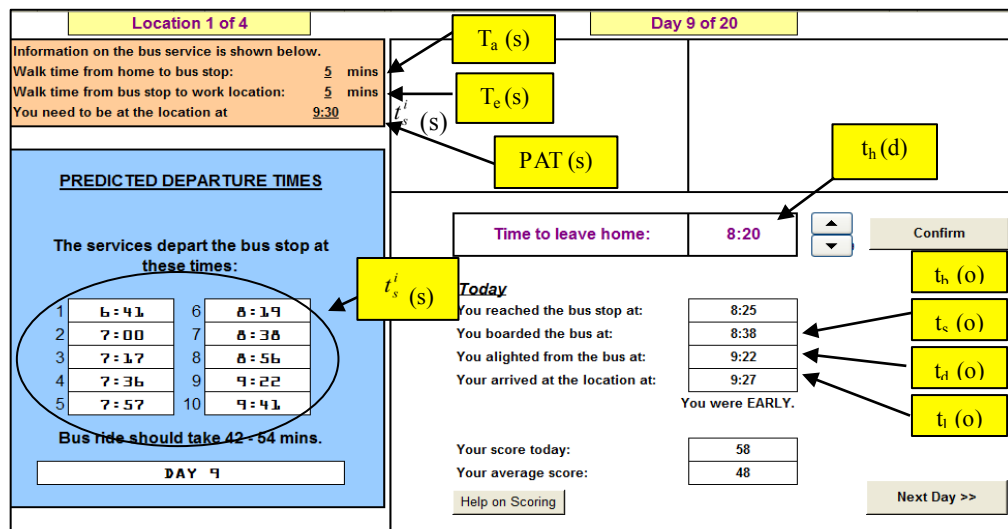 Location 1 of 4
Day 9 of 20
Information on the bus service is shown below.
Walk time from home to bus stop: 5 mins
Walk time from bus stop to work location: 5 mins
You need to be at the location at 9:30
Ta (s)
Te (s)
t_s^i (s)
PAT (s)
th (d)
PREDICTED DEPARTURE TIMES
The services depart the bus stop at
these times:
1 6:41 6 8:19
2 7:00 7 8:38
3 7:17 8 8:56
4 7:36 9 9:22
5 7:57 10 9:41
Bus ride should take 42 - 54 mins.
DAY 9
t_s^i (s)
Time to leave home: 8:20
Confirm
Today
You reached the bus stop at: 8:25
You boarded the bus at: 8:38
You alighted from the bus at: 9:22
Your arrived at the location at: 9:27
You were EARLY.
tb (o)
ts (o)
td (o)
tl (o)
Your score today: 58
Your average score: 48
Help on Scoring
Next Day >>